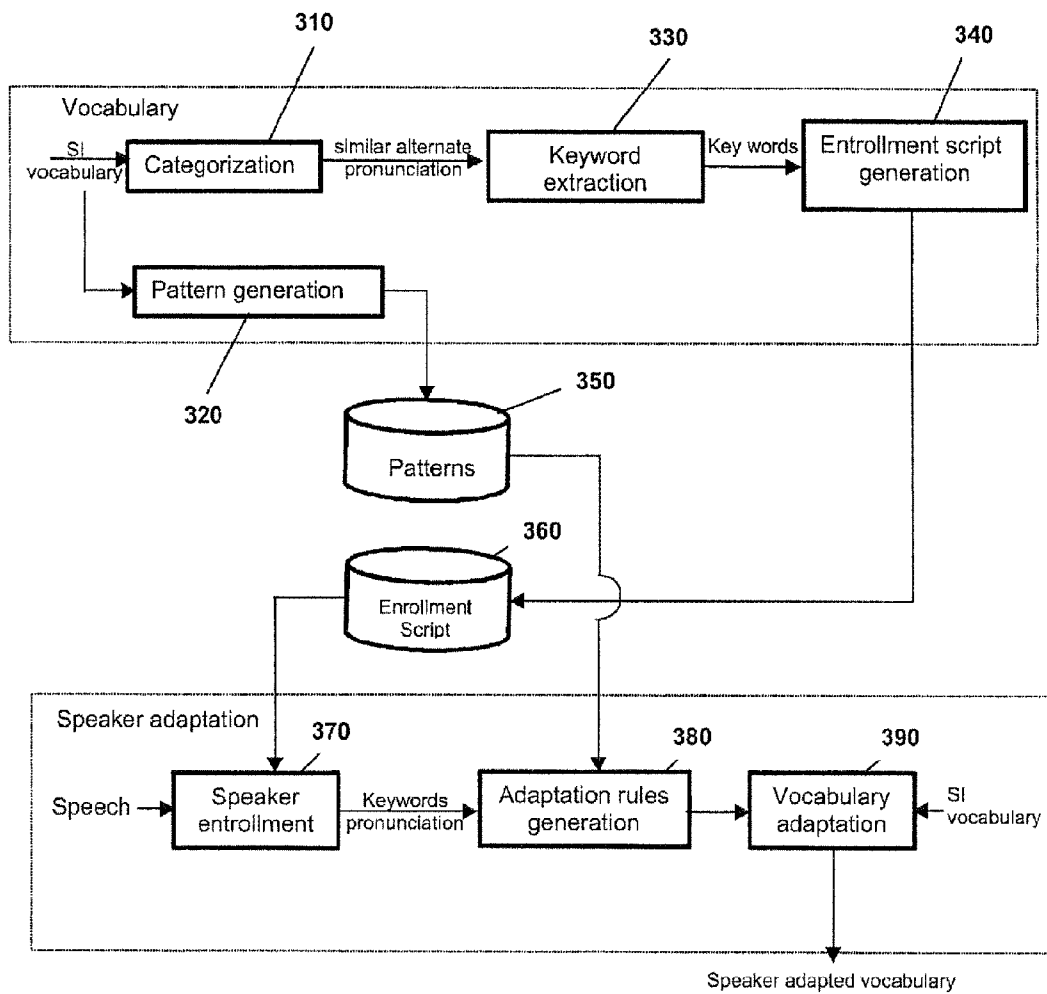 310
330
340
Vocabulary
SI
vocabulary
Categorization
similar alternate
pronunciation
Keyword
extraction
Key words
Entrollment script
generation
Pattern generation
320
350
Patterns
360
Enrollment
Script
Speaker adaptation
370
380
390
Speech
Speaker
entrollment
Keywords
pronunciation
Adaptation rules
generation
Vocabulary
adaptation
SI
vocabulary
Speaker adapted vocabulary